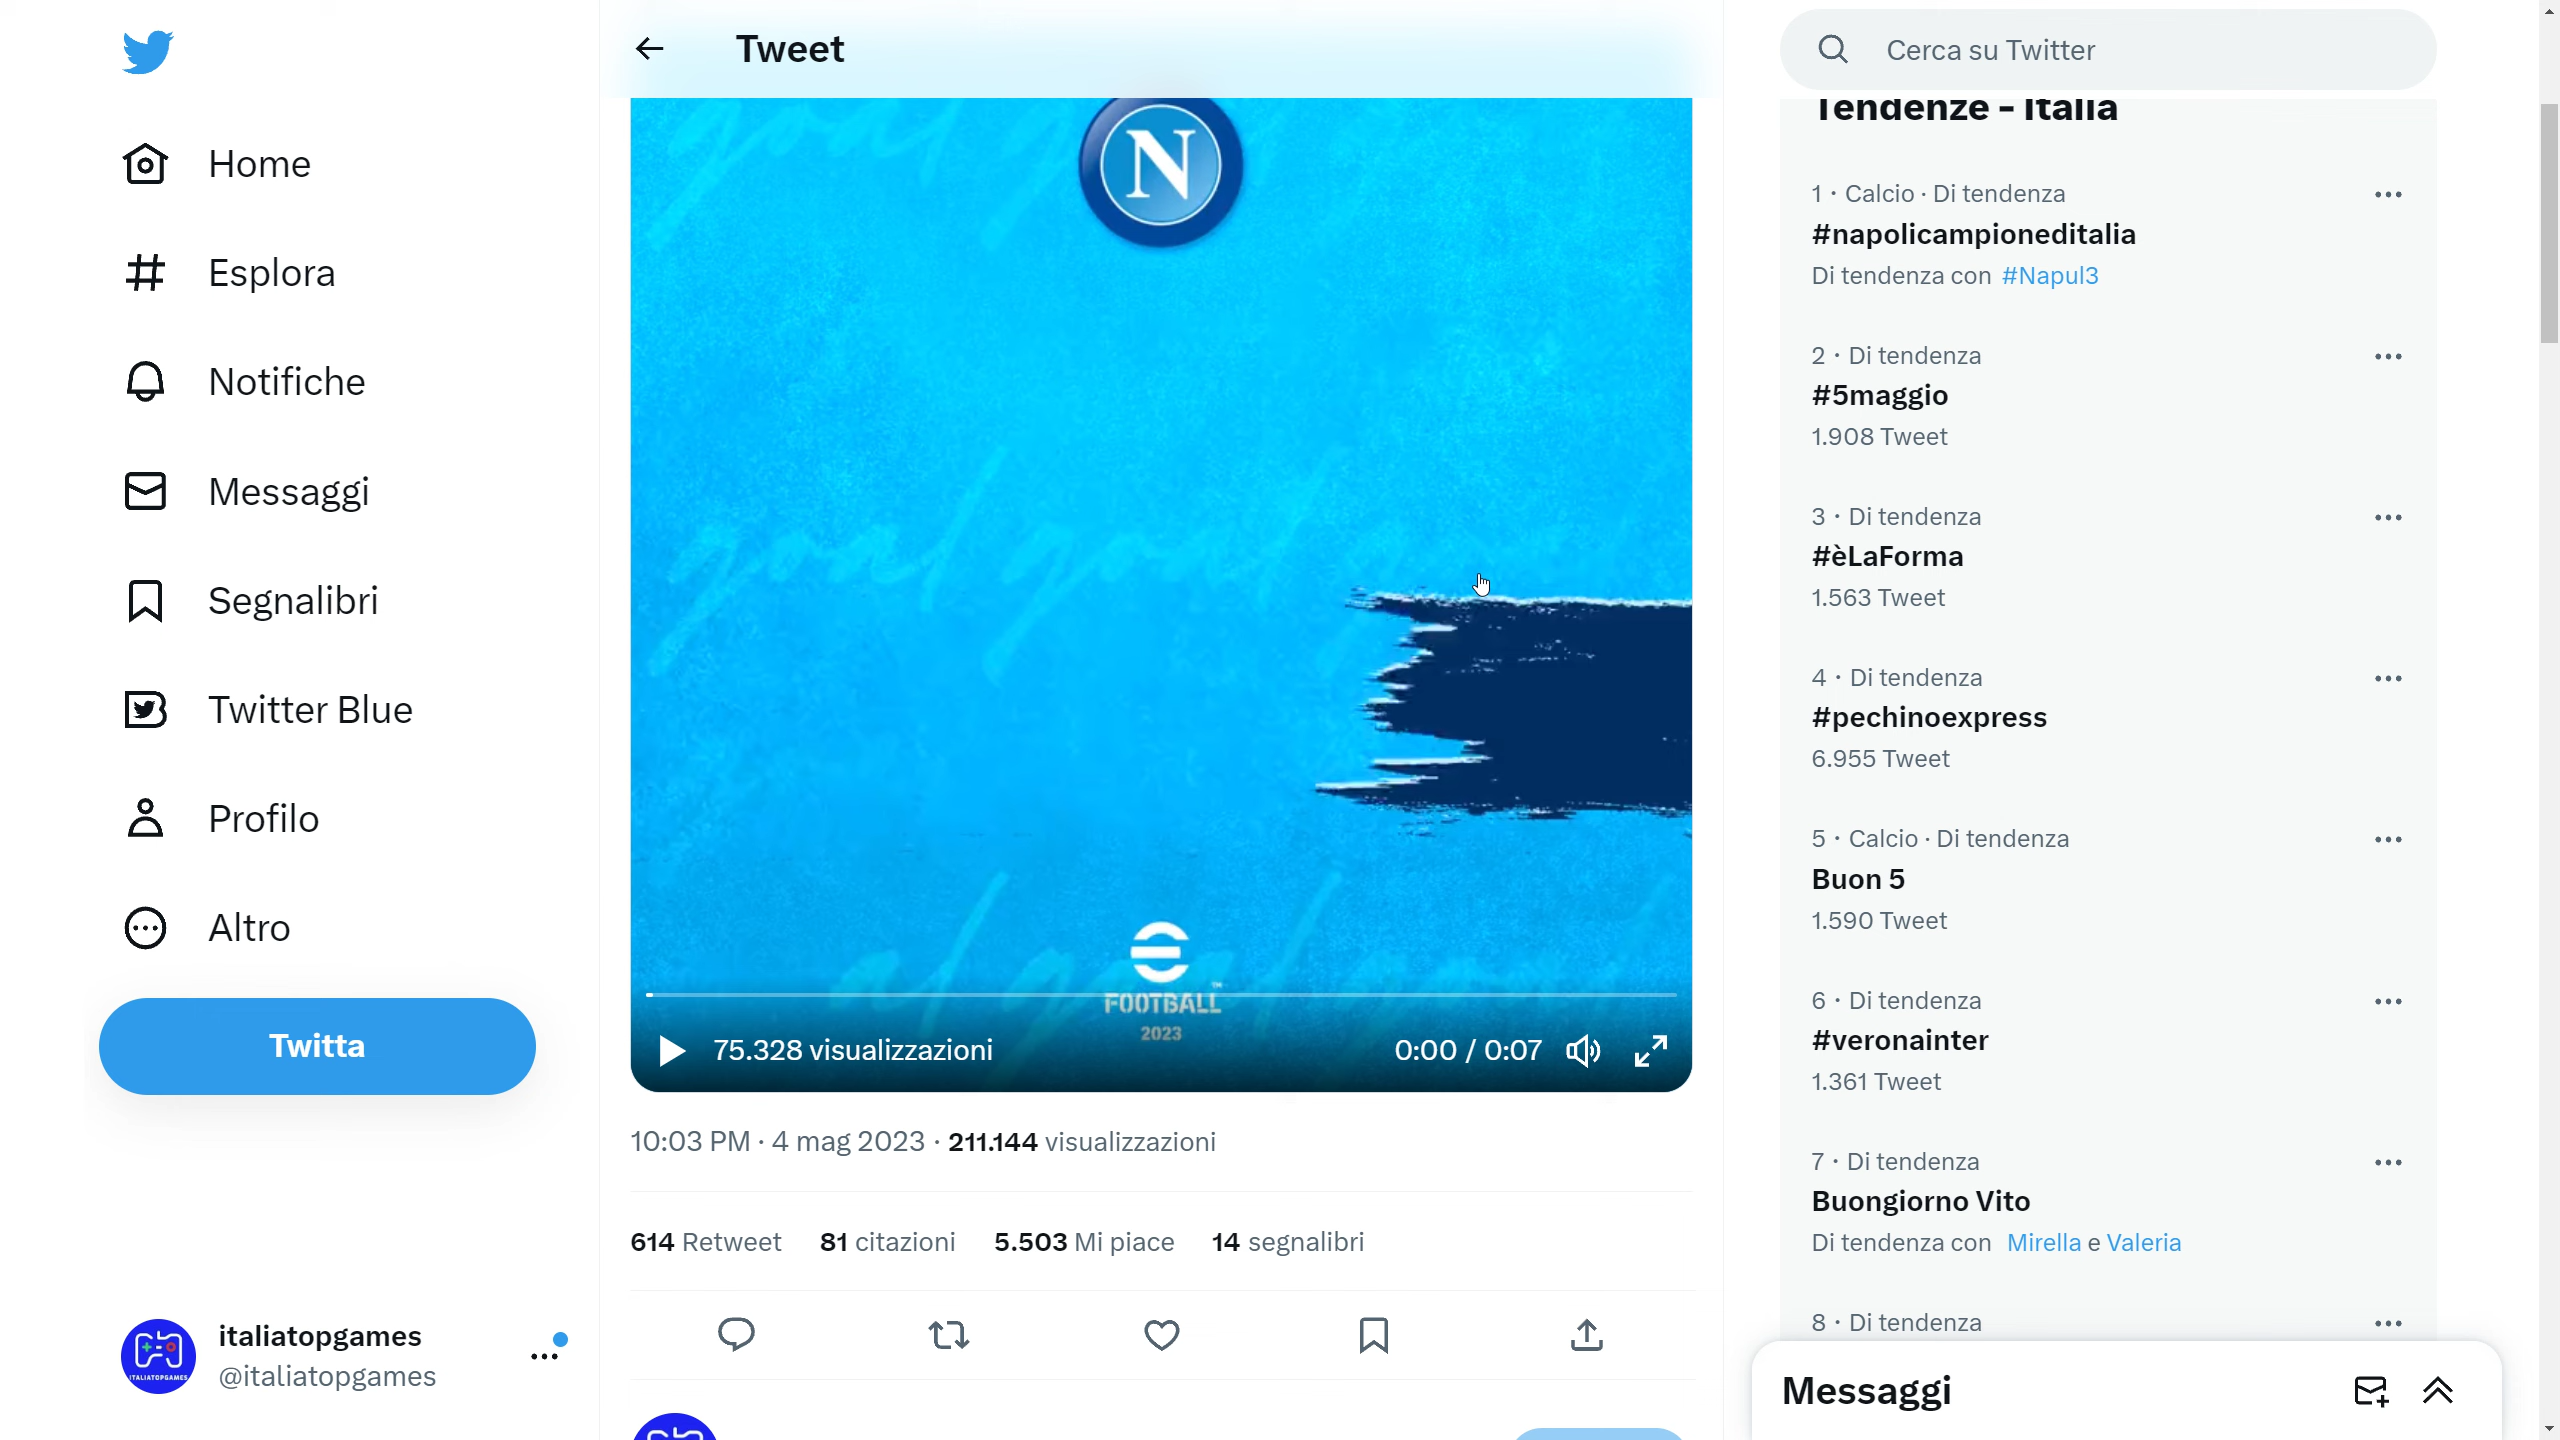 Home
Esplora
Notifiche
Messaggi
Segnalibri
Twitter Blue
Profilo
Altro
Twitta
italiatopgames
@italiatopgames
Tweet
N
FOOTBALL™
2023
75.328 visualizzazioni
0:00 / 0:07
10:03 PM · 4 mag 2023 · 211.144 visualizzazioni
614 Retweet 81 citazioni 5.503 Mi piace 14 segnalibri
Cerca su Twitter
Tendenze - Italia
1 · Calcio · Di tendenza
#napolicampioneditalia
Di tendenza con #Napul3
2 · Di tendenza
#5maggio
1.908 Tweet
3 · Di tendenza
#èLaForma
1.563 Tweet
4 · Di tendenza
#pechinoexpress
6.955 Tweet
5 · Calcio · Di tendenza
Buon 5
1.590 Tweet
6 · Di tendenza
#veronainter
1.361 Tweet
7 · Di tendenza
Buongiorno Vito
Di tendenza con Mirella e Valeria
8 · Di tendenza
Messaggi